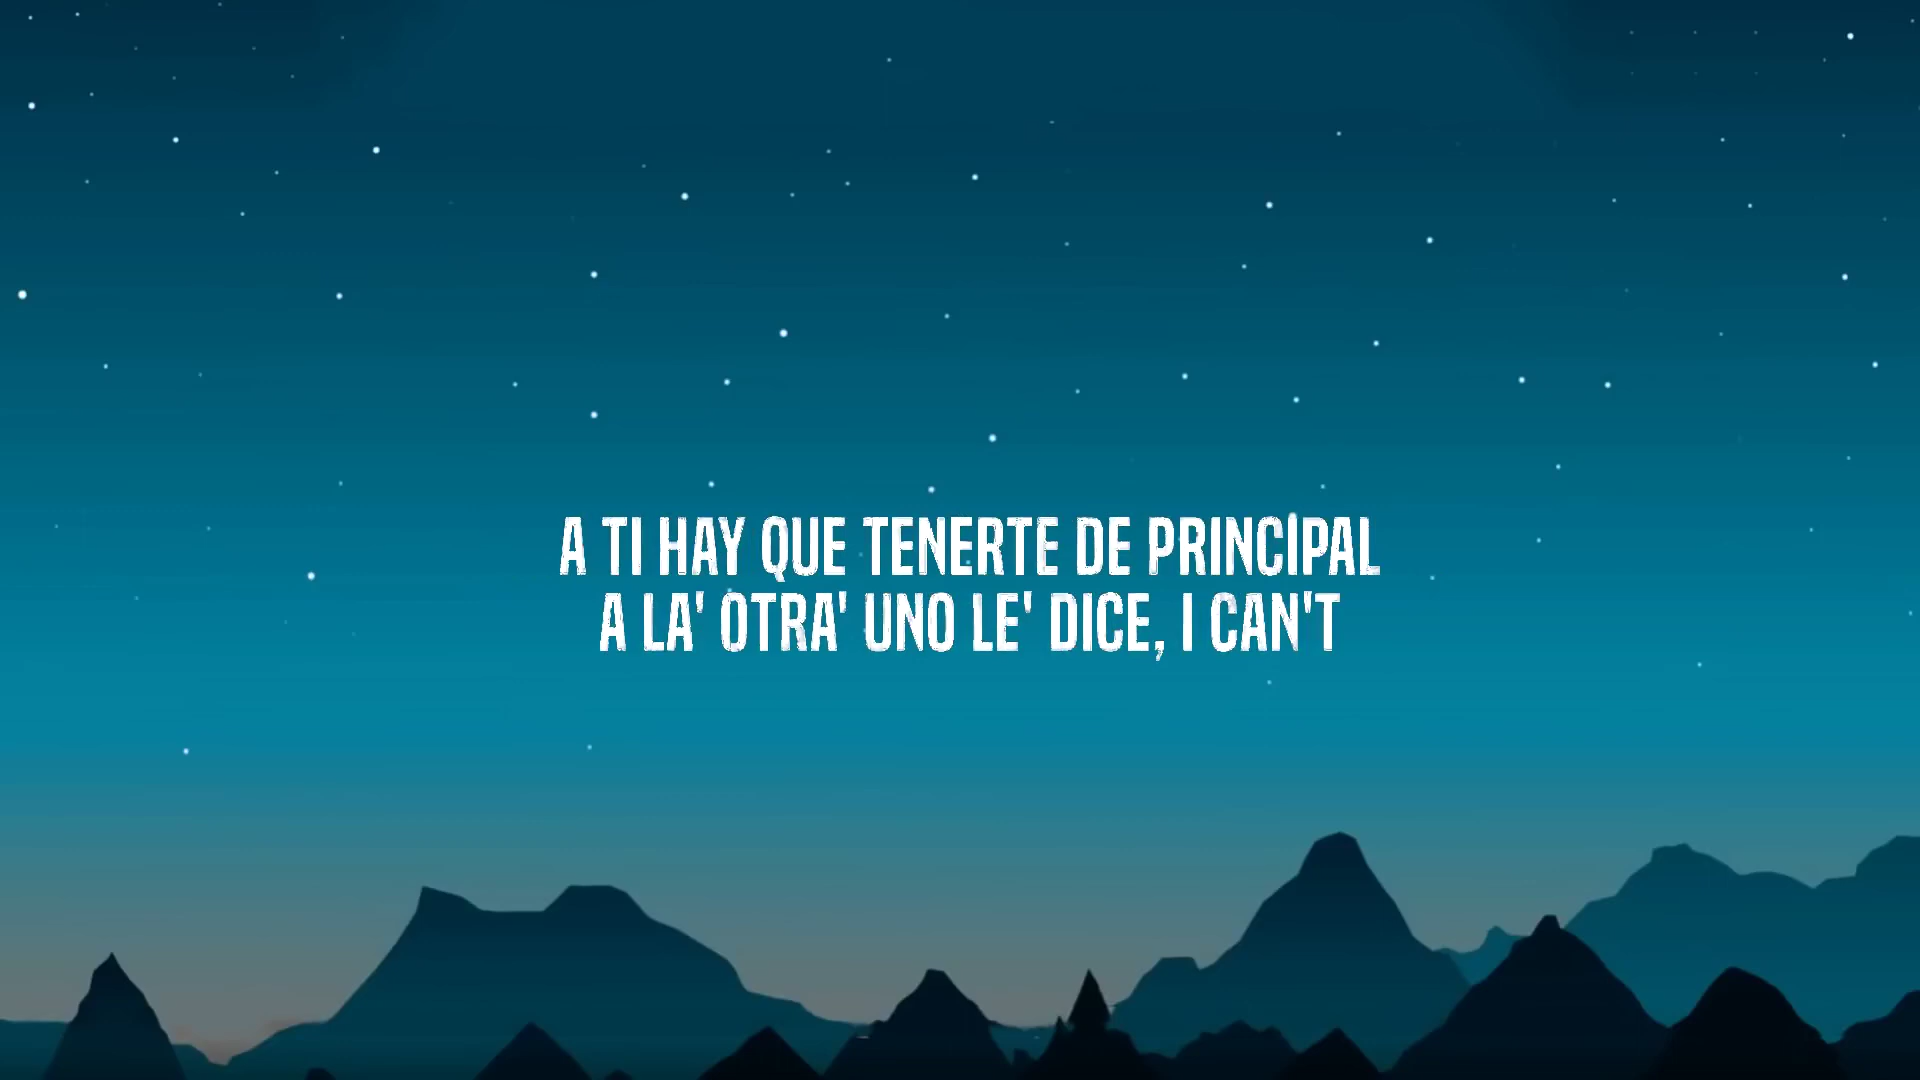 A TI HAY QUE TENERTE DE PRINCIPAL
A LA' OTRA' UNO LE' DICE, I CAN'T